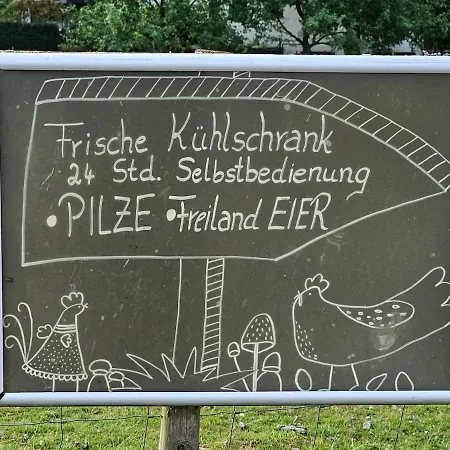 Frische Kühlschrank
24 Std. Selbstbedienung
•PILZE •Freiland EIER